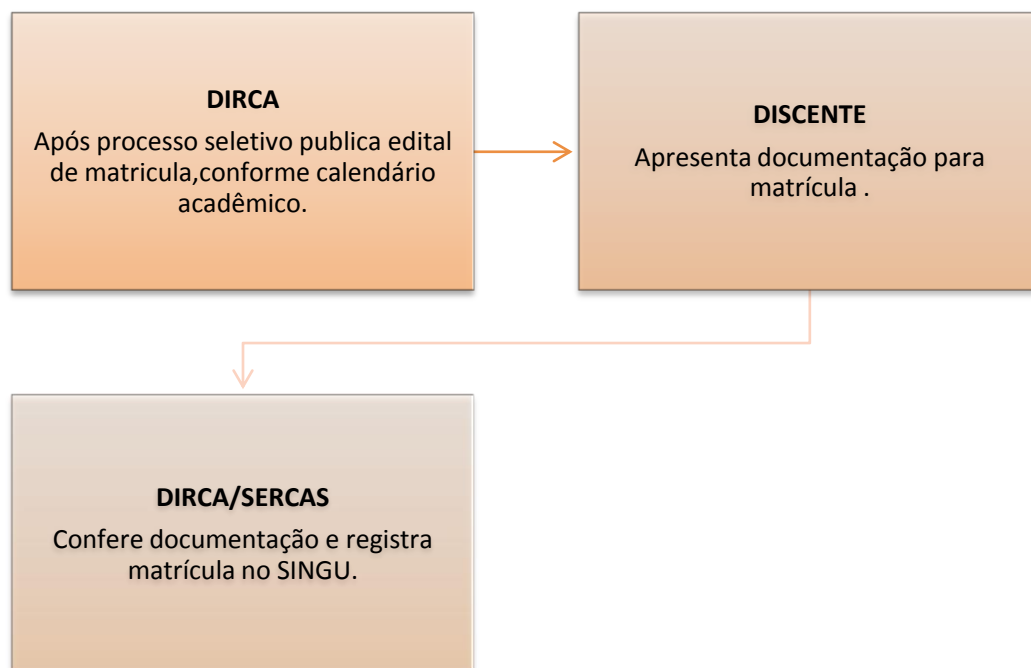 DIRCA
Após processo seletivo publica edital
de matricula,conforme calendário
acadêmico.
DISCENTE
Apresenta documentação para
matrícula .
DIRCA/SERCAS
Confere documentação e registra
matrícula no SINGU.